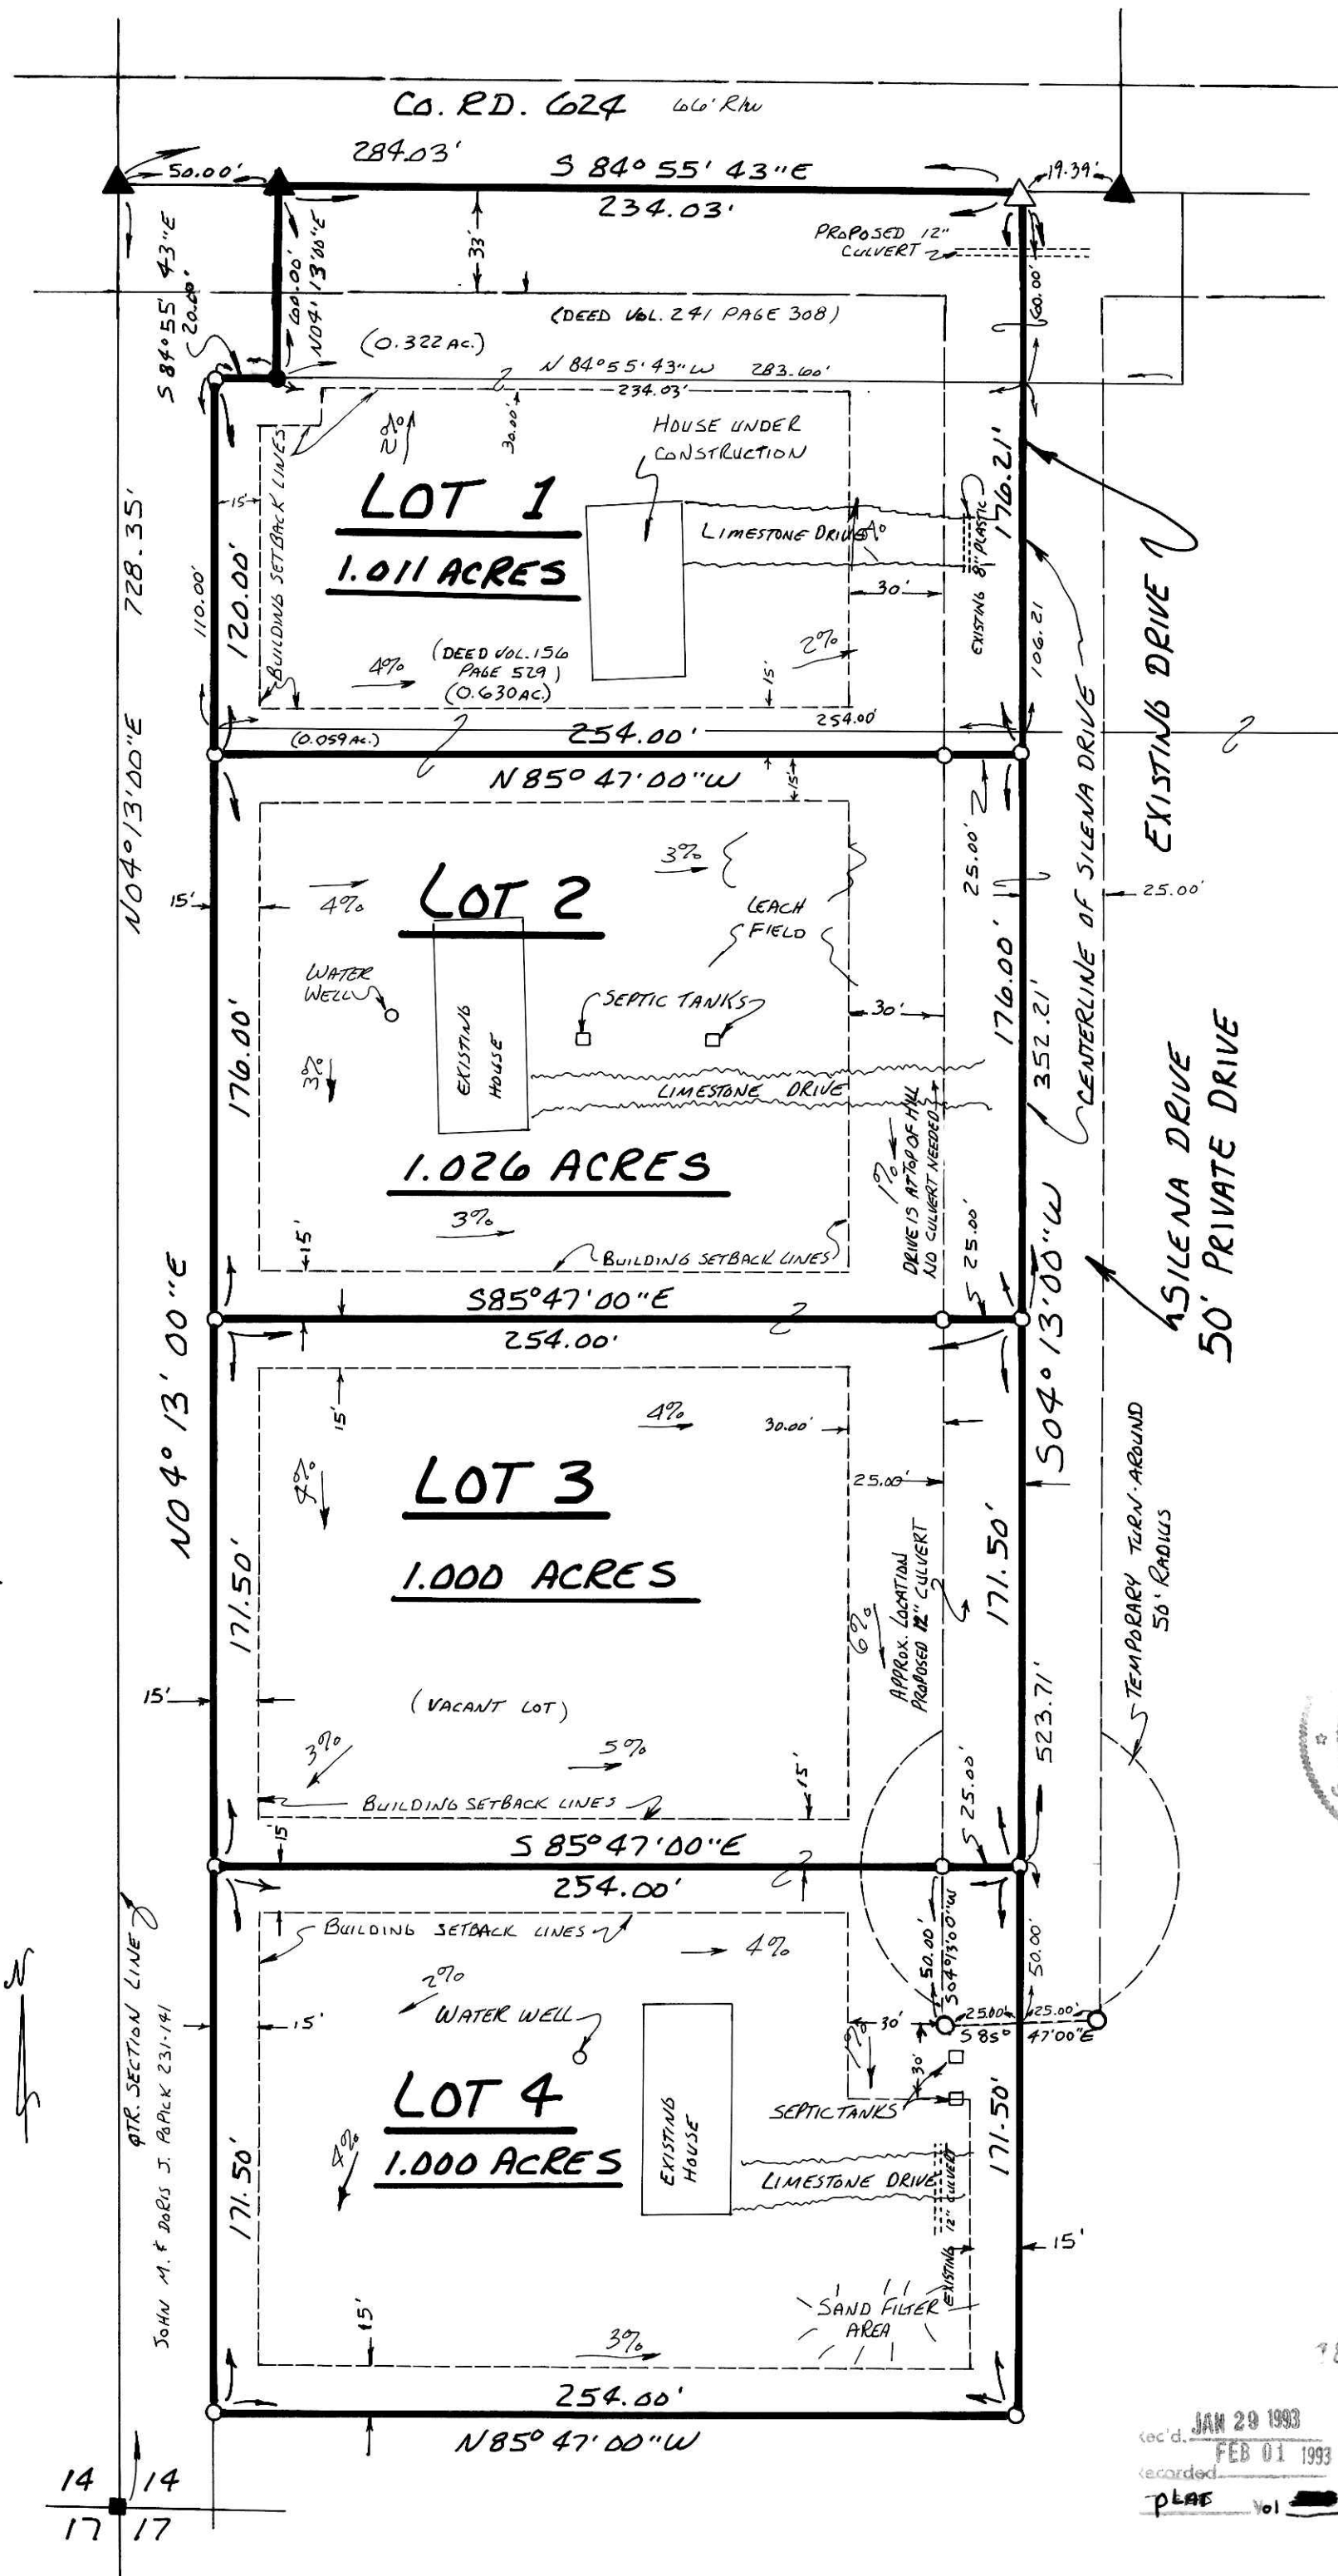 CO. RD. 624 66' R/W
284.03'
S 84° 55' 43"E
50.00'
19.39'
234.03'
S 84° 55' 43"E
20.00'
60.00'
N04° 13' 00"E
33'
PROPOSED 12"
CULVERT
60.00'
(DEED VOL. 241 PAGE 308)
(0.322 AC.)
N 84° 55' 43" W 283.60'
234.03'
30.00'
2%
HOUSE UNDER
CONSTRUCTION
BUILDING SETBACK LINES
15'
LOT 1
1.011 ACRES
LIMESTONE DRIVE
EXISTING 8" PLASTIC
176.21'
30'
110.00'
120.00'
728.35'
N04° 13' 00"E
106.21
4%
(DEED VOL. 156
PAGE 529)
(0.630 AC.)
2%
15'
254.00'
(0.059 AC.)
254.00'
N 85° 47' 00" W
15'
EXISTING DRIVE
CENTERLINE OF SILENA DRIVE
25.00'
25.00'
3%
15'
4%
LOT 2
LEACH
FIELD
WATER
WELL
SEPTIC TANKS
30'
EXISTING
HOUSE
176.00'
176.00'
352.21'
3%
LIMESTONE DRIVE
1%
DRIVE IS AT TOP OF HILL
NO CULVERT NEEDED
1.026 ACRES
3%
15'
BUILDING SETBACK LINES
25.00'
SILENA DRIVE
50' PRIVATE DRIVE
S85° 47' 00"E
254.00'
N04° 13' 00"E
S04° 13' 00"W
15'
4%
30.00'
4%
LOT 3
25.00'
1.000 ACRES
171.50'
171.50'
6%
APPROX. LOCATION
PROPOSED 12" CULVERT
TEMPORARY TURN-AROUND
50' RADIUS
15'
(VACANT LOT)
3%
5%
523.71'
15'
BUILDING SETBACK LINES
25.00'
15'
S 85° 47' 00"E
254.00'
BUILDING SETBACK LINES
4%
50.00'
S04° 13' 00"W
50.00'
2%
WATER WELL
15'
30'
25.00' 25.00'
S 85° 47' 00"E
30'
LOT 4
1.000 ACRES
EXISTING
HOUSE
SEPTIC TANKS
4%
LIMESTONE DRIVE
EXISTING 12" CULVERT
171.50'
171.50'
15'
15'
SAND FILTER
AREA
3%
254.00'
N 85° 47' 00" W
QTR. SECTION LINE
JOHN M. & DORIS J. POPICK 231-141
N
14 14
17 17
Rec'd. JAN 29 1993
FEB 01 1993
Recorded
PLAT Vol